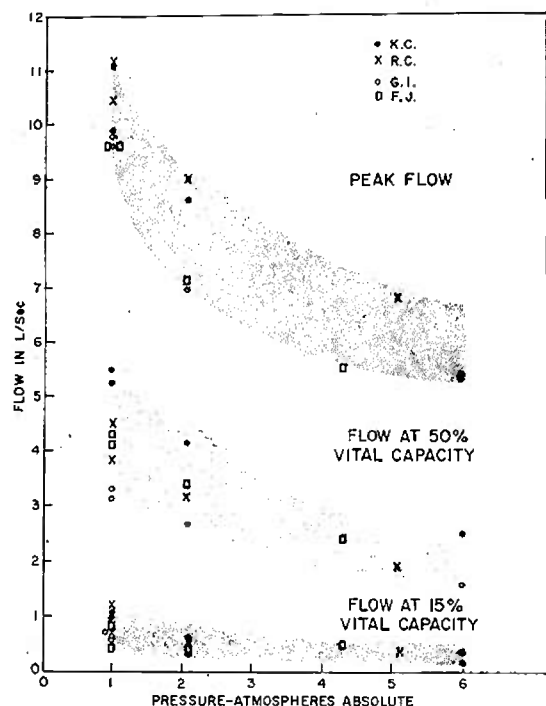 ● K.C.
X R.C.
○ G.I.
□ F.J.
PEAK FLOW
FLOW AT 50%
VITAL CAPACITY
FLOW AT 15%
VITAL CAPACITY
FLOW IN L/Sec
12
11
10
9
8
7
6
5
4
3
2
1
0
0
1
2
3
4
5
6
PRESSURE-ATMOSPHERES ABSOLUTE